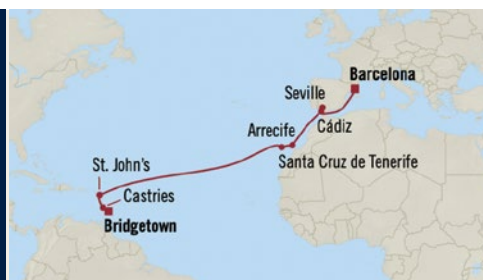 Barcelona
Seville
Cádiz
Arrecife
Santa Cruz de Tenerife
St. John's
Castries
Bridgetown